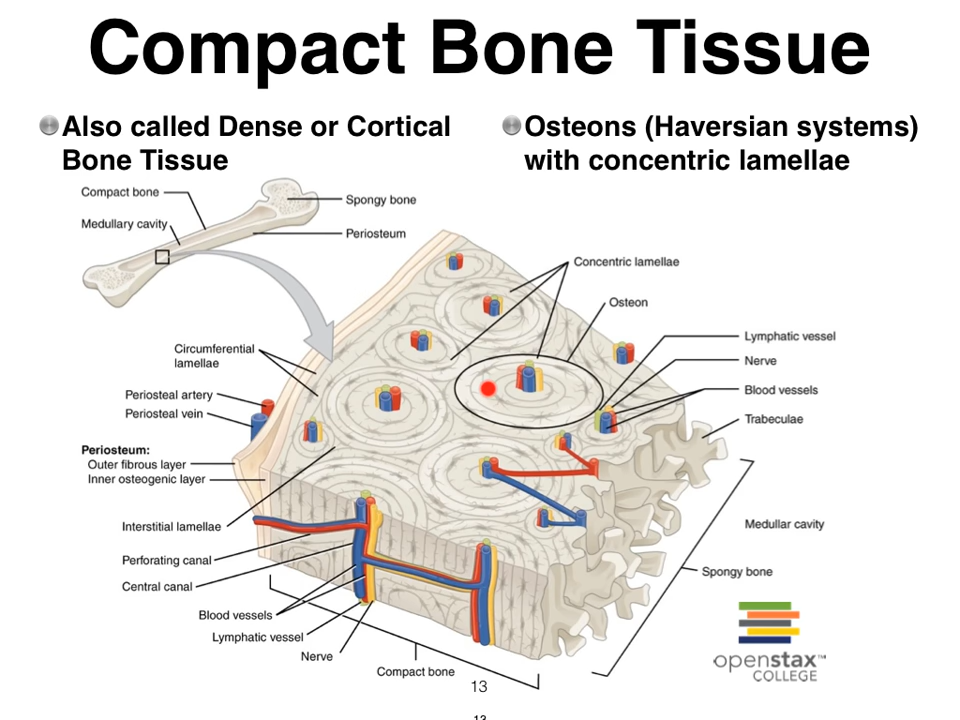 Compact Bone Tissue
Also called Dense or Cortical
Bone Tissue
Osteons (Haversian systems)
with concentric lamellae
Compact bone
Medullary cavity
Spongy bone
Periosteum
Concentric lamellae
Osteon
Lymphatic vessel
Nerve
Blood vessels
Trabeculae
Circumferential
lamellae
Periosteal artery
Periosteal vein
Periosteum:
Outer fibrous layer
Inner osteogenic layer
Interstitial lamellae
Perforating canal
Central canal
Blood vessels
Lymphatic vessel
Nerve
Compact bone
Medullar cavity
Spongy bone
openstax™
COLLEGE
13
13